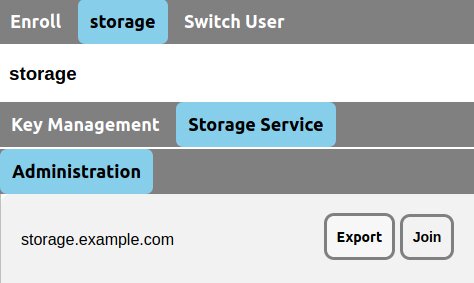 Enroll storage Switch User
storage
Key Management Storage Service
Administration
storage.example.com Export Join